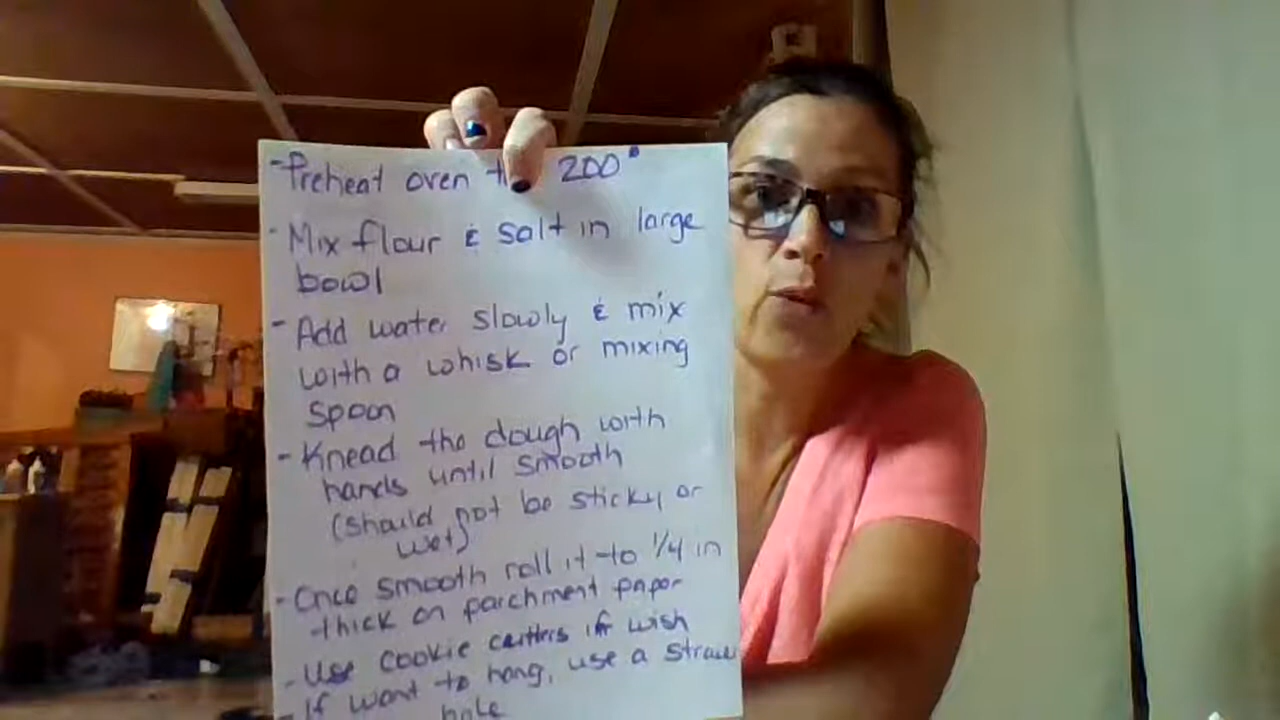 - Preheat oven t 200°
- Mix flour & salt in large
bowl
- Add water slowly & mix
with a whisk or mixing
spoon
- Knead the dough with
hands until smooth
(should not be sticky or
wet)
- Once smooth roll it to 1/4 in
thick on parchment paper
- Use cookie cutters if wish
- If want to hang, use a straw
hole